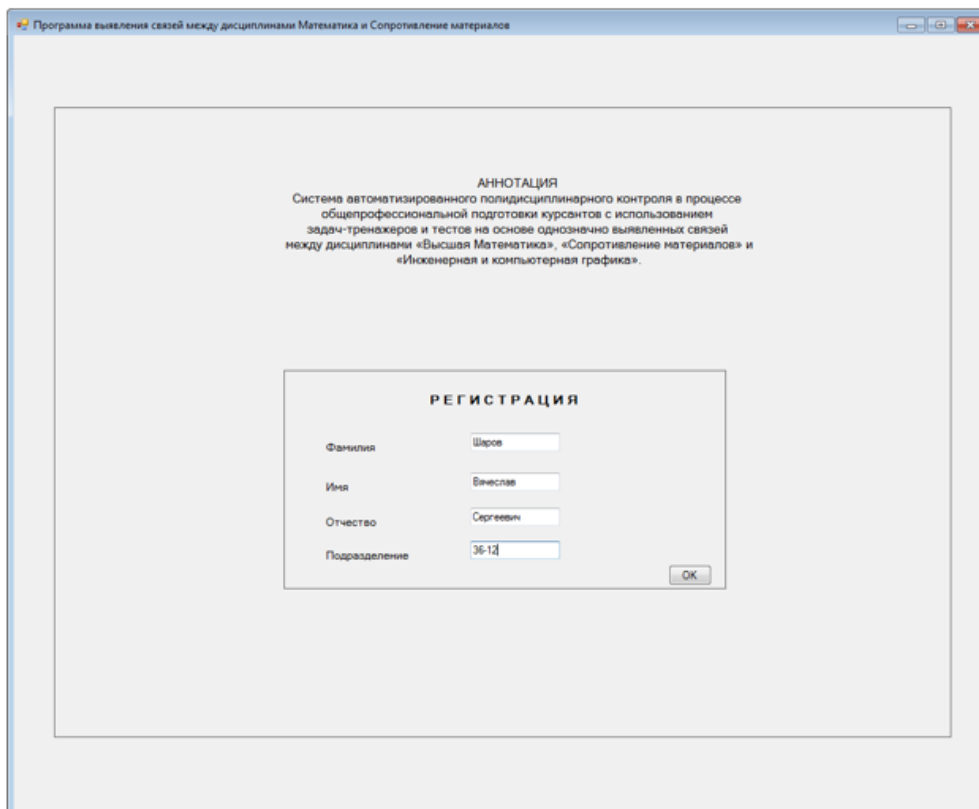 Программа выявления связей между дисциплинами Математика и Сопротивление материалов
АННОТАЦИЯ
Система автоматизированного полидисциплинарного контроля в процессе
общепрофессиональной подготовки курсантов с использованием
задач-тренажеров и тестов на основе однозначно выявленных связей
между дисциплинами «Высшая Математика», «Сопротивление материалов» и
«Инженерная и компьютерная графика».
РЕГИСТРАЦИЯ
Фамилия Шаров
Имя Вячеслав
Отчество Сергеевич
Подразделение 36-12
OK